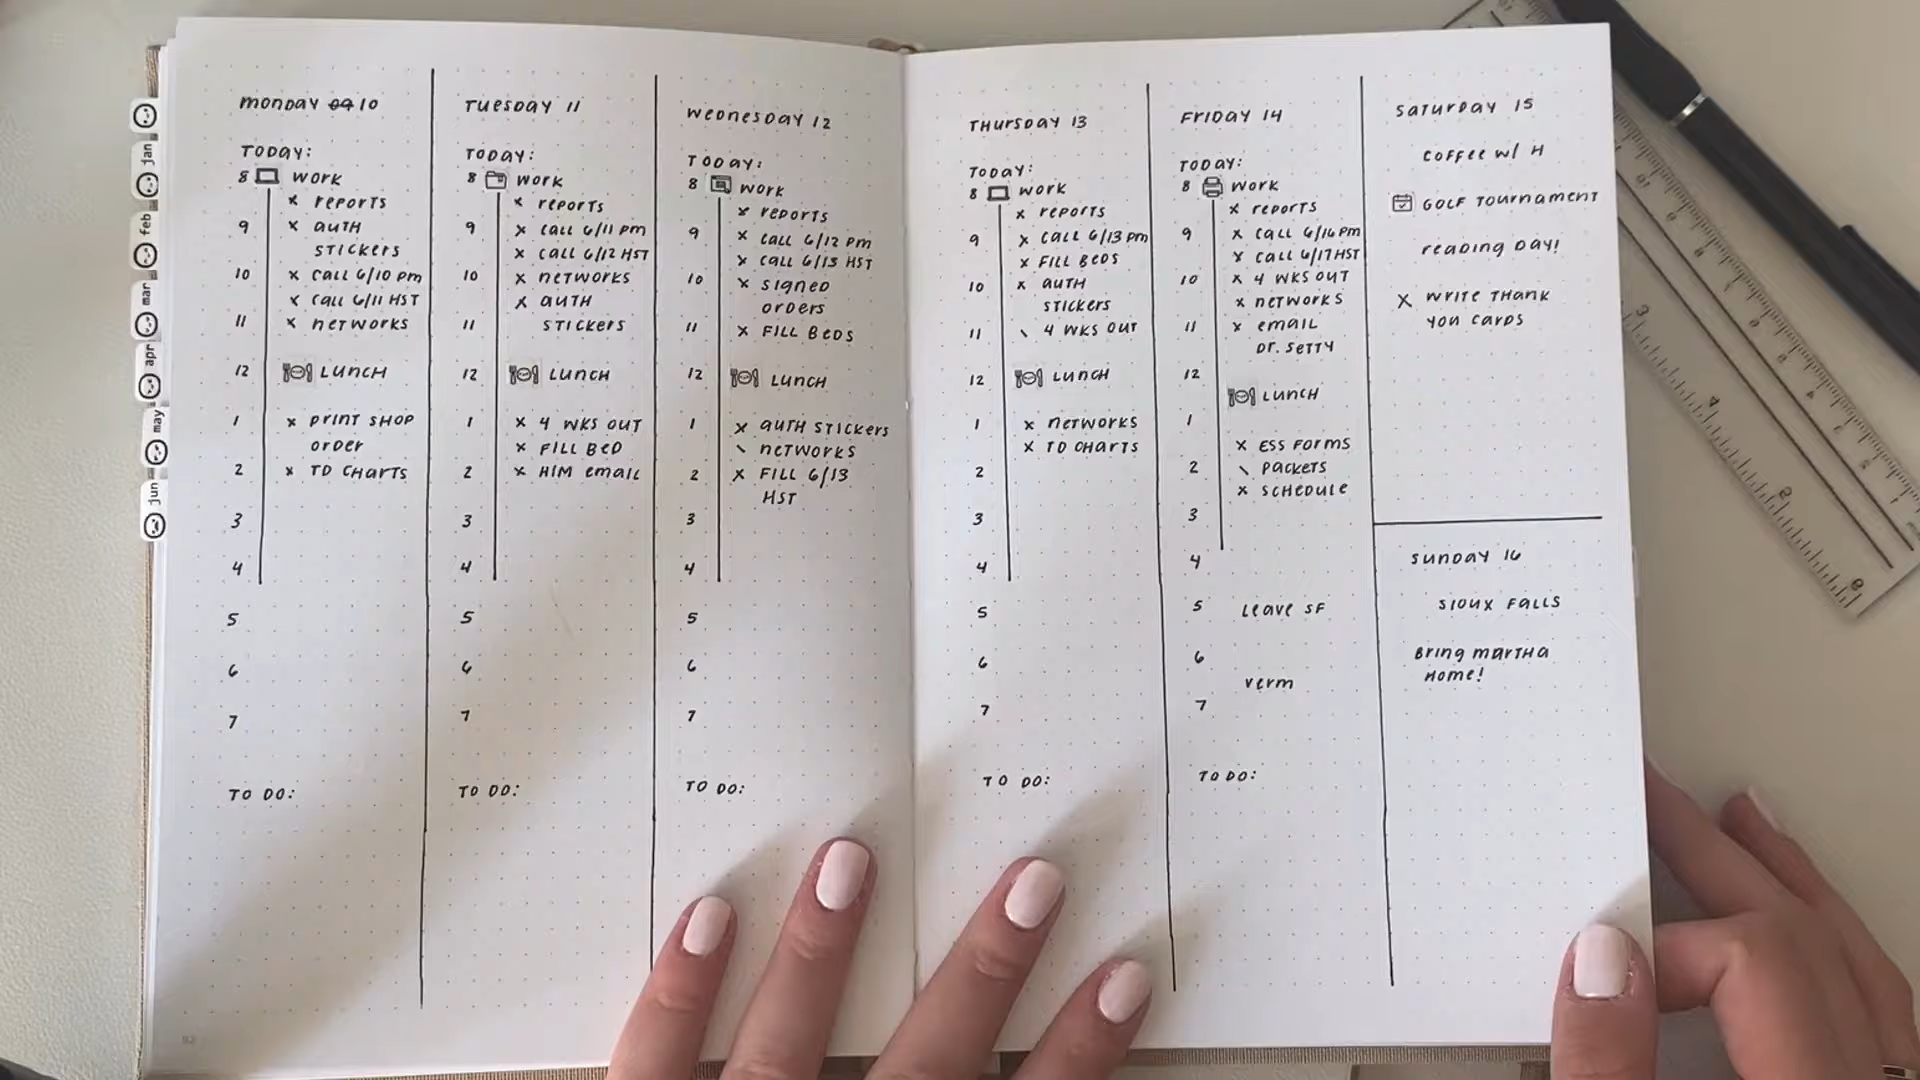 jan
feb
mar
apr
may
jun
MONDAY 09 10
TODAY:
8 WORK
x REPORTS
9 x AUTH
STICKERS
10 x CALL 6/10 PM
x CALL 6/11 HST
11 x NETWORKS
12 LUNCH
1 x PRINT SHOP
ORDER
2 x TD CHARTS
3
4
5
6
7
TO DO:
TUESDAY 11
TODAY:
8 WORK
x REPORTS
9 x CALL 6/11 PM
x CALL 6/12 HST
10 x NETWORKS
x AUTH
11 STICKERS
12 LUNCH
1 x 4 WKS OUT
x FILL BED
2 x HIM EMAIL
3
4
5
6
7
TO DO:
WEDNESDAY 12
TODAY:
8 WORK
x REPORTS
9 x CALL 6/12 PM
x CALL 6/13 HST
10 x SIGNED
ORDERS
11 x FILL BEDS
12 LUNCH
1 x AUTH STICKERS
\ NETWORKS
2 x FILL 6/13
HST
3
4
5
6
7
TO DO:
THURSDAY 13
TODAY:
8 WORK
x REPORTS
9 x CALL 6/13 PM
x FILL BEDS
10 x AUTH
STICKERS
11 \ 4 WKS OUT
12 LUNCH
1 x NETWORKS
x TD CHARTS
2
3
4
5
6
7
TO DO:
FRIDAY 14
TODAY:
8 WORK
x REPORTS
9 x CALL 6/16 PM
x CALL 6/17 HST
10 x 4 WKS OUT
x NETWORKS
11 x EMAIL
DR. SETTY
12
LUNCH
1
x ESS FORMS
2 \ PACKETS
x SCHEDULE
3
4
5 LEAVE SF
6
VERM
7
TO DO:
SATURDAY 15
COFFEE W/ H
GOLF TOURNAMENT
READING DAY!
X WRITE THANK
YOU CARDS
SUNDAY 16
SIOUX FALLS
BRING MARTHA
HOME!